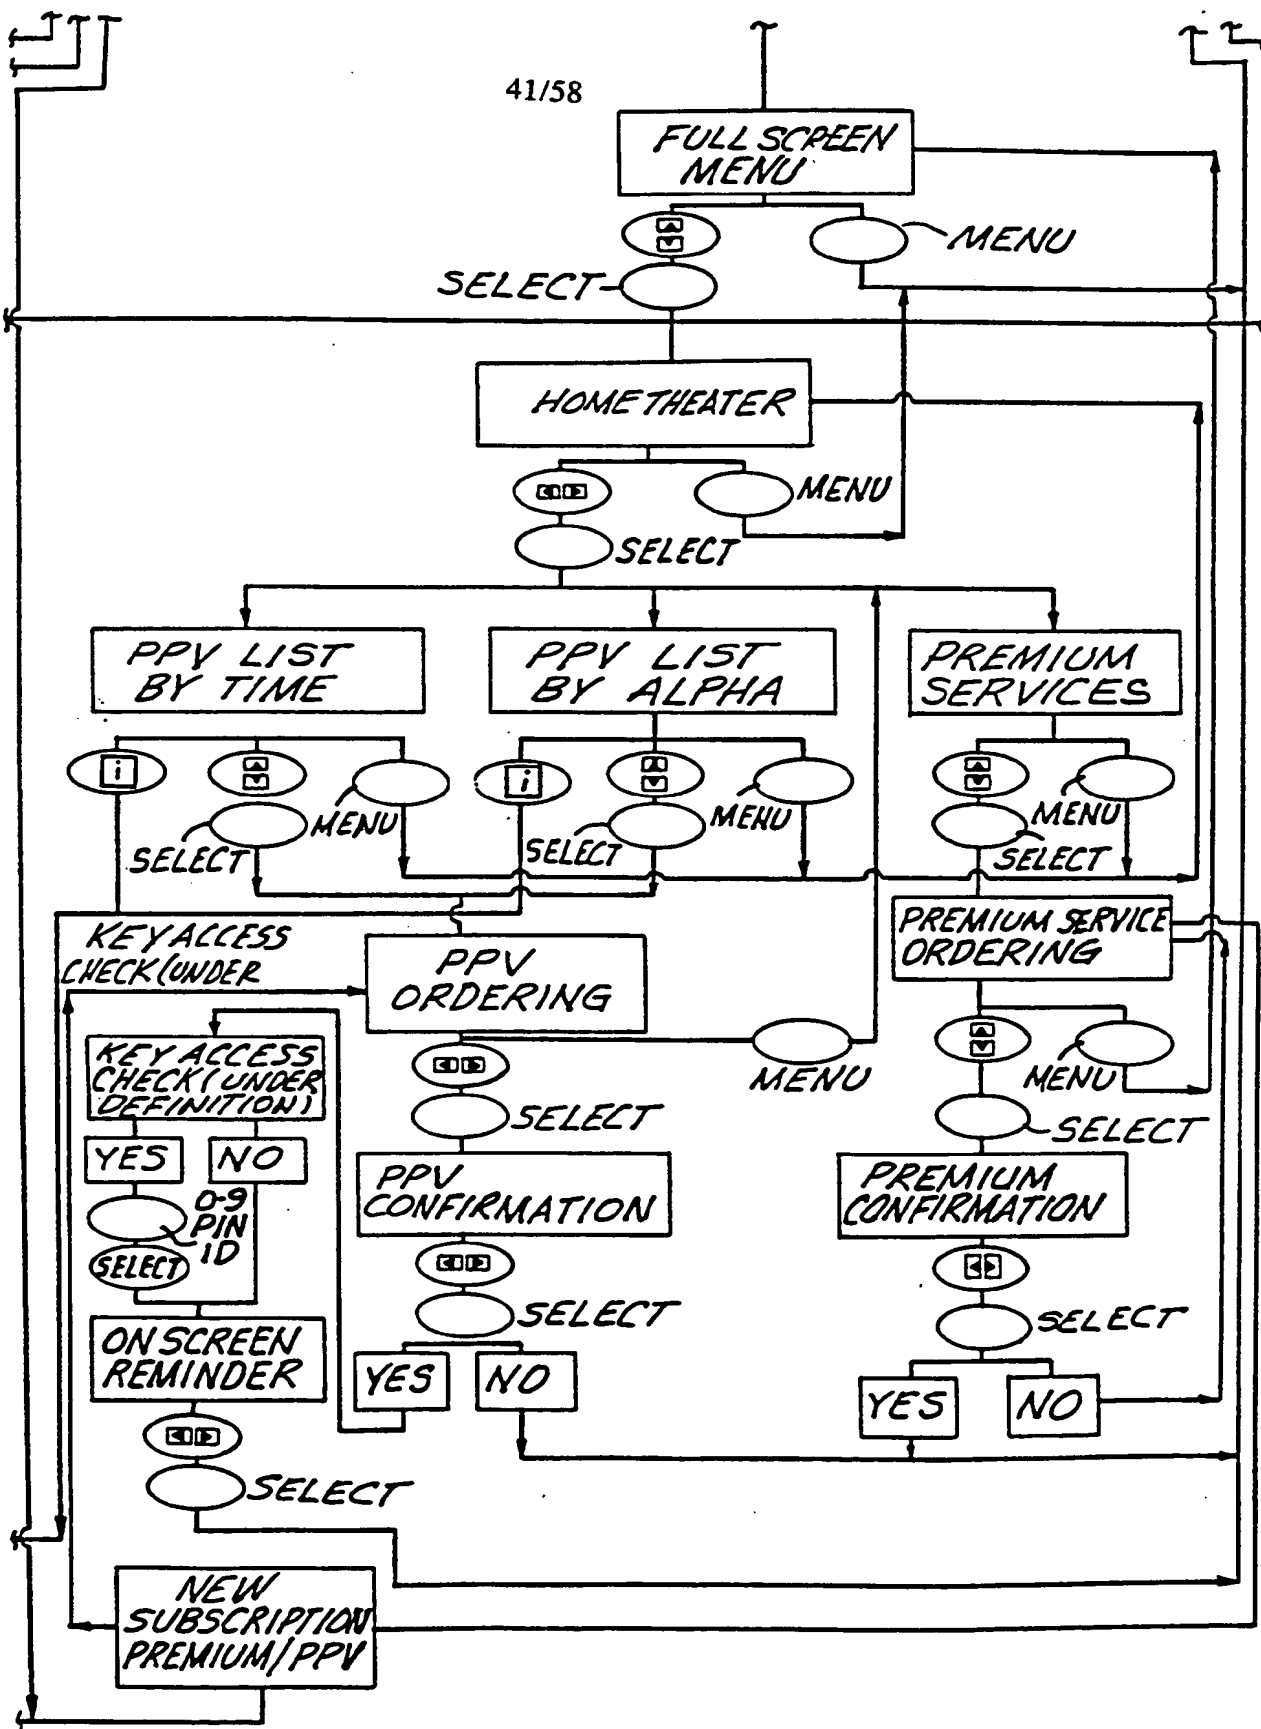 41/58
FULL SCREEN
MENU
MENU
SELECT
HOME THEATER
MENU
SELECT
PPV LIST
BY TIME
PPV LIST
BY ALPHA
PREMIUM
SERVICES
i
i
MENU
SELECT
MENU
SELECT
MENU
SELECT
KEY ACCESS
CHECK (UNDER
PPV
ORDERING
PREMIUM SERVICE
ORDERING
KEY ACCESS
CHECK (UNDER
DEFINITION)
MENU
MENU
SELECT
SELECT
YES
NO
PPV
CONFIRMATION
PREMIUM
CONFIRMATION
0-9
PIN
ID
SELECT
SELECT
SELECT
ON SCREEN
REMINDER
YES
NO
YES
NO
SELECT
NEW
SUBSCRIPTION
PREMIUM/PPV